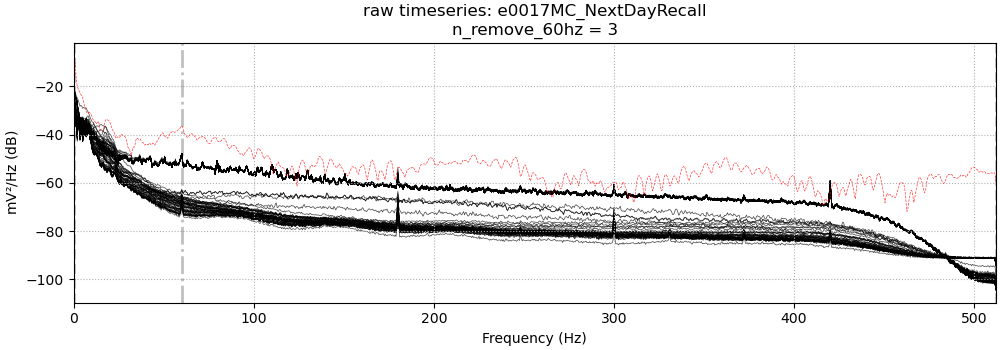 raw timeseries: e0017MC_NextDayRecall
n_remove_60hz = 3
mV²/Hz (dB)
−20
−40
−60
−80
−100
0 100 200 300 400 500
Frequency (Hz)